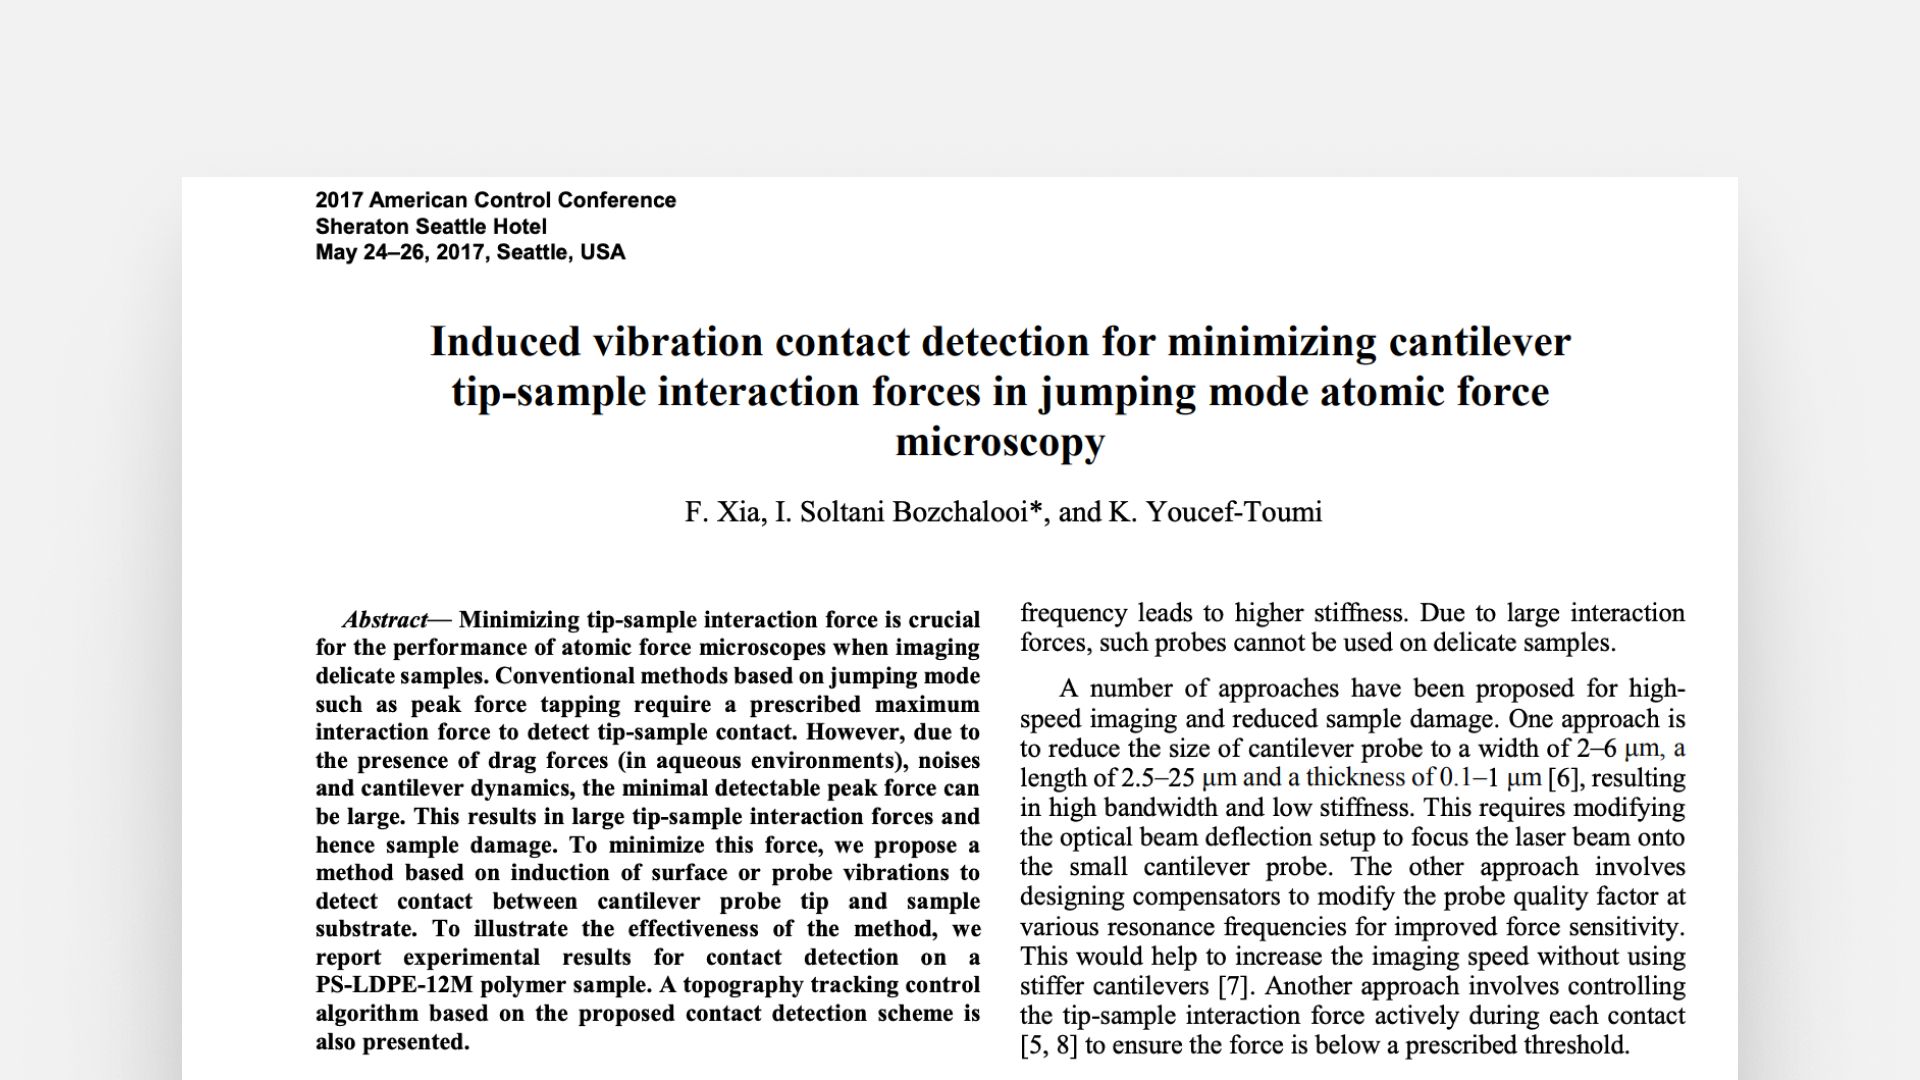 2017 American Control Conference
Sheraton Seattle Hotel
May 24–26, 2017, Seattle, USA
Induced vibration contact detection for minimizing cantilever
tip-sample interaction forces in jumping mode atomic force
microscopy
F. Xia, I. Soltani Bozchalooi*, and K. Youcef-Toumi
Abstract— Minimizing tip-sample interaction force is crucial
for the performance of atomic force microscopes when imaging
delicate samples. Conventional methods based on jumping mode
such as peak force tapping require a prescribed maximum
interaction force to detect tip-sample contact. However, due to
the presence of drag forces (in aqueous environments), noises
and cantilever dynamics, the minimal detectable peak force can
be large. This results in large tip-sample interaction forces and
hence sample damage. To minimize this force, we propose a
method based on induction of surface or probe vibrations to
detect contact between cantilever probe tip and sample
substrate. To illustrate the effectiveness of the method, we
report experimental results for contact detection on a
PS-LDPE-12M polymer sample. A topography tracking control
algorithm based on the proposed contact detection scheme is
also presented.
frequency leads to higher stiffness. Due to large interaction
forces, such probes cannot be used on delicate samples.
A number of approaches have been proposed for high-
speed imaging and reduced sample damage. One approach is
to reduce the size of cantilever probe to a width of 2–6 μm, a
length of 2.5–25 μm and a thickness of 0.1–1 μm [6], resulting
in high bandwidth and low stiffness. This requires modifying
the optical beam deflection setup to focus the laser beam onto
the small cantilever probe. The other approach involves
designing compensators to modify the probe quality factor at
various resonance frequencies for improved force sensitivity.
This would help to increase the imaging speed without using
stiffer cantilevers [7]. Another approach involves controlling
the tip-sample interaction force actively during each contact
[5, 8] to ensure the force is below a prescribed threshold.